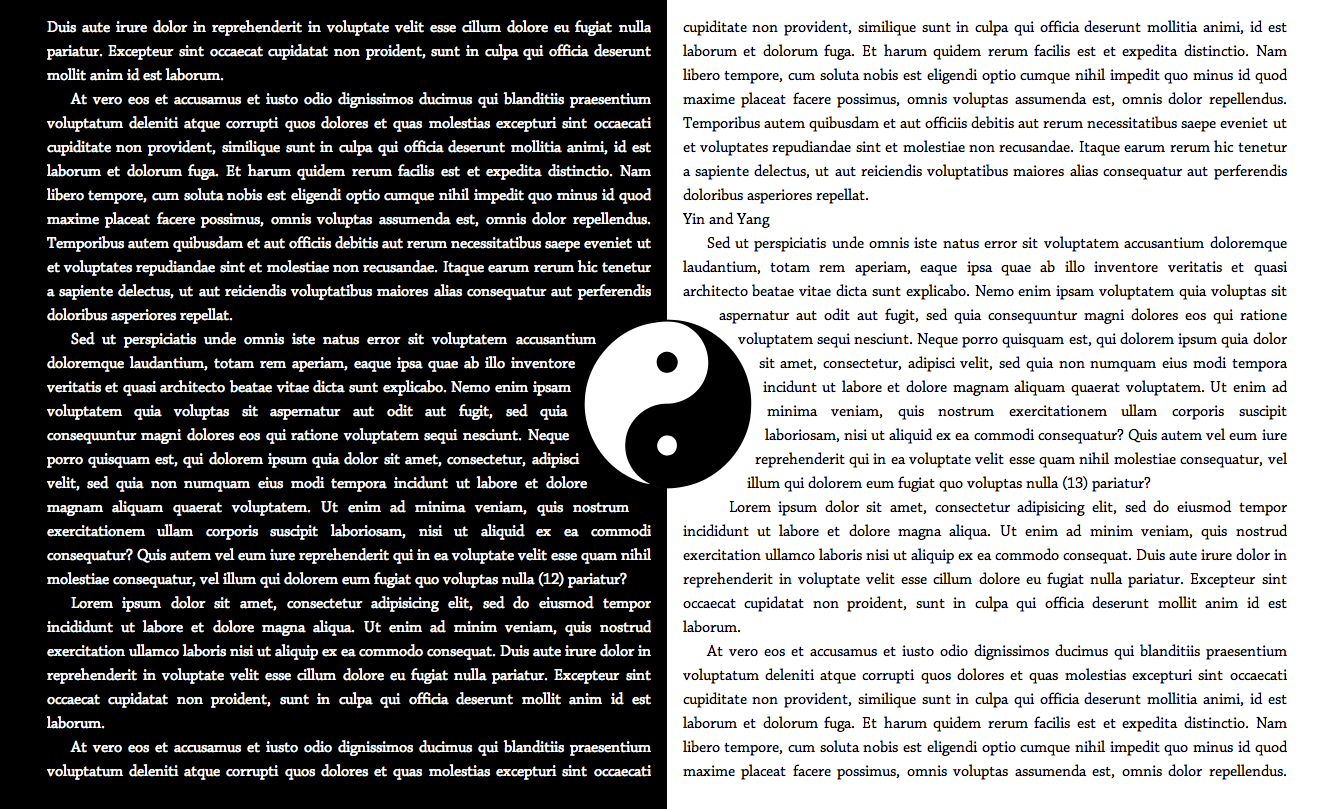 Duis aute irure dolor in reprehenderit in voluptate velit esse cillum dolore eu fugiat nulla
pariatur. Excepteur sint occaecat cupidatat non proident, sunt in culpa qui officia deserunt
mollit anim id est laborum.
At vero eos et accusamus et iusto odio dignissimos ducimus qui blanditiis praesentium
voluptatum deleniti atque corrupti quos dolores et quas molestias excepturi sint occaecati
cupiditate non provident, similique sunt in culpa qui officia deserunt mollitia animi, id est
laborum et dolorum fuga. Et harum quidem rerum facilis est et expedita distinctio. Nam
libero tempore, cum soluta nobis est eligendi optio cumque nihil impedit quo minus id quod
maxime placeat facere possimus, omnis voluptas assumenda est, omnis dolor repellendus.
Temporibus autem quibusdam et aut officiis debitis aut rerum necessitatibus saepe eveniet ut
et voluptates repudiandae sint et molestiae non recusandae. Itaque earum rerum hic tenetur
a sapiente delectus, ut aut reiciendis voluptatibus maiores alias consequatur aut perferendis
doloribus asperiores repellat.
Sed ut perspiciatis unde omnis iste natus error sit voluptatem accusantium
doloremque laudantium, totam rem aperiam, eaque ipsa quae ab illo inventore
veritatis et quasi architecto beatae vitae dicta sunt explicabo. Nemo enim ipsam
voluptatem quia voluptas sit aspernatur aut odit aut fugit, sed quia
consequuntur magni dolores eos qui ratione voluptatem sequi nesciunt. Neque
porro quisquam est, qui dolorem ipsum quia dolor sit amet, consectetur, adipisci
velit, sed quia non numquam eius modi tempora incidunt ut labore et dolore
magnam aliquam quaerat voluptatem. Ut enim ad minima veniam, quis nostrum
exercitationem ullam corporis suscipit laboriosam, nisi ut aliquid ex ea commodi
consequatur? Quis autem vel eum iure reprehenderit qui in ea voluptate velit esse quam nihil
molestiae consequatur, vel illum qui dolorem eum fugiat quo voluptas nulla (12) pariatur?
Lorem ipsum dolor sit amet, consectetur adipisicing elit, sed do eiusmod tempor
incididunt ut labore et dolore magna aliqua. Ut enim ad minim veniam, quis nostrud
exercitation ullamco laboris nisi ut aliquip ex ea commodo consequat. Duis aute irure dolor in
reprehenderit in voluptate velit esse cillum dolore eu fugiat nulla pariatur. Excepteur sint
occaecat cupidatat non proident, sunt in culpa qui officia deserunt mollit anim id est
laborum.
At vero eos et accusamus et iusto odio dignissimos ducimus qui blanditiis praesentium
voluptatum deleniti atque corrupti quos dolores et quas molestias excepturi sint occaecati
cupiditate non provident, similique sunt in culpa qui officia deserunt mollitia animi, id est
laborum et dolorum fuga. Et harum quidem rerum facilis est et expedita distinctio. Nam
libero tempore, cum soluta nobis est eligendi optio cumque nihil impedit quo minus id quod
maxime placeat facere possimus, omnis voluptas assumenda est, omnis dolor repellendus.
Temporibus autem quibusdam et aut officiis debitis aut rerum necessitatibus saepe eveniet ut
et voluptates repudiandae sint et molestiae non recusandae. Itaque earum rerum hic tenetur
a sapiente delectus, ut aut reiciendis voluptatibus maiores alias consequatur aut perferendis
doloribus asperiores repellat.
Yin and Yang
Sed ut perspiciatis unde omnis iste natus error sit voluptatem accusantium doloremque
laudantium, totam rem aperiam, eaque ipsa quae ab illo inventore veritatis et quasi
architecto beatae vitae dicta sunt explicabo. Nemo enim ipsam voluptatem quia voluptas sit
aspernatur aut odit aut fugit, sed quia consequuntur magni dolores eos qui ratione
voluptatem sequi nesciunt. Neque porro quisquam est, qui dolorem ipsum quia dolor
sit amet, consectetur, adipisci velit, sed quia non numquam eius modi tempora
incidunt ut labore et dolore magnam aliquam quaerat voluptatem. Ut enim ad
minima veniam, quis nostrum exercitationem ullam corporis suscipit
laboriosam, nisi ut aliquid ex ea commodi consequatur? Quis autem vel eum iure
reprehenderit qui in ea voluptate velit esse quam nihil molestiae consequatur, vel
illum qui dolorem eum fugiat quo voluptas nulla (13) pariatur?
Lorem ipsum dolor sit amet, consectetur adipisicing elit, sed do eiusmod tempor
incididunt ut labore et dolore magna aliqua. Ut enim ad minim veniam, quis nostrud
exercitation ullamco laboris nisi ut aliquip ex ea commodo consequat. Duis aute irure dolor in
reprehenderit in voluptate velit esse cillum dolore eu fugiat nulla pariatur. Excepteur sint
occaecat cupidatat non proident, sunt in culpa qui officia deserunt mollit anim id est
laborum.
At vero eos et accusamus et iusto odio dignissimos ducimus qui blanditiis praesentium
voluptatum deleniti atque corrupti quos dolores et quas molestias excepturi sint occaecati
cupiditate non provident, similique sunt in culpa qui officia deserunt mollitia animi, id est
laborum et dolorum fuga. Et harum quidem rerum facilis est et expedita distinctio. Nam
libero tempore, cum soluta nobis est eligendi optio cumque nihil impedit quo minus id quod
maxime placeat facere possimus, omnis voluptas assumenda est, omnis dolor repellendus.